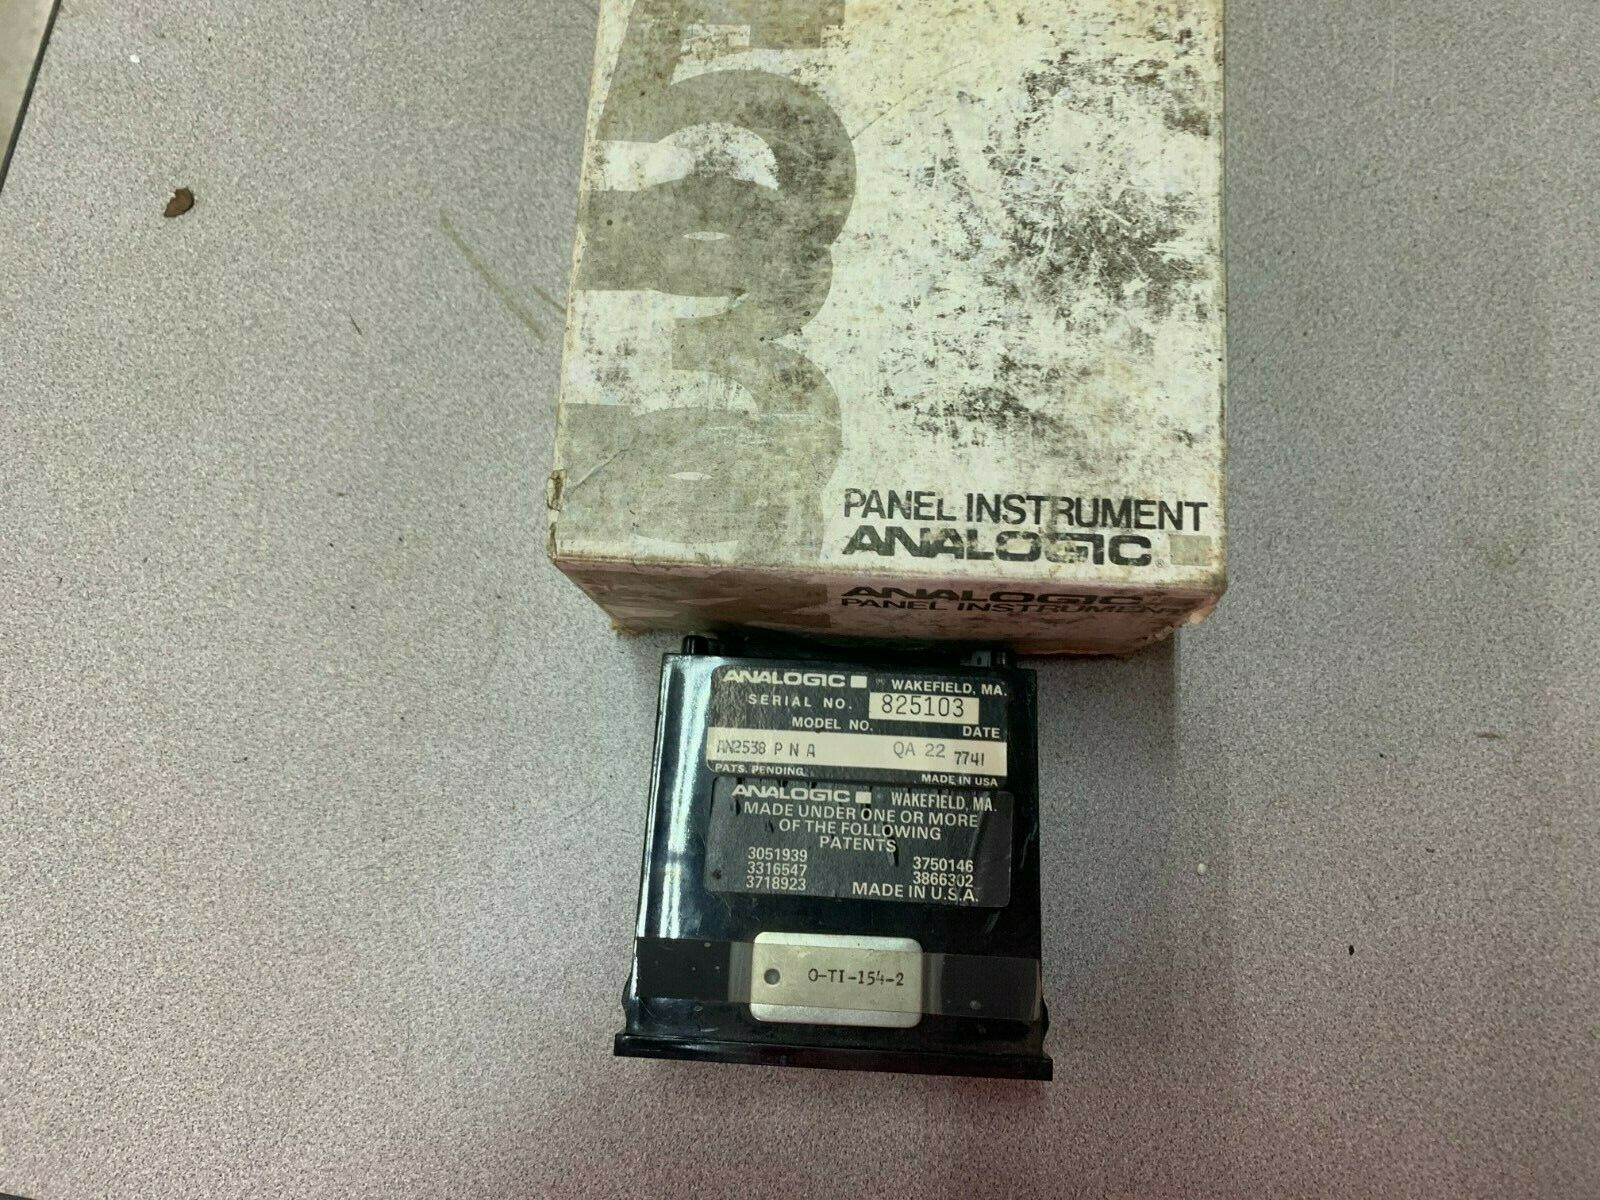 PANEL INSTRUMENT
ANALOGIC®
ANALOGIC
PANEL INSTRUMENT
ANALOGIC WAKEFIELD, MA.
SERIAL NO. 825103
MODEL NO. DATE
AN2538 P N A QA 22 7741
PATS. PENDING MADE IN USA
ANALOGIC WAKEFIELD, MA.
MADE UNDER ONE OR MORE
OF THE FOLLOWING
PATENTS
3051939 3750146
3316547 3866302
3718923 MADE IN U.S.A.
O-TI-154-2